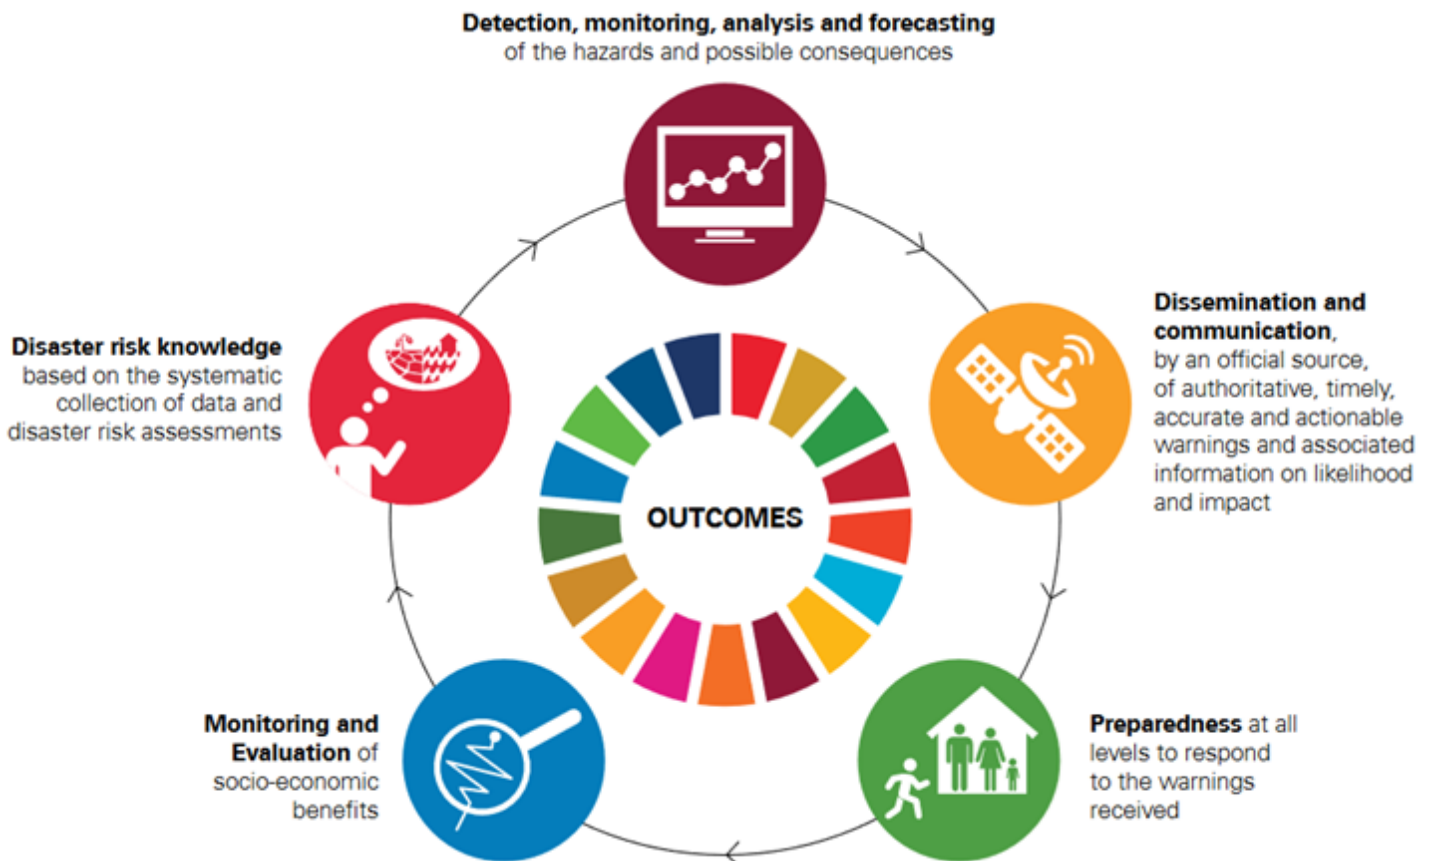 Detection, monitoring, analysis and forecasting
of the hazards and possible consequences
Dissemination and
communication,
by an official source,
of authoritative, timely,
accurate and actionable
warnings and associated
information on likelihood
and impact
Disaster risk knowledge
based on the systematic
collection of data and
disaster risk assessments
OUTCOMES
Monitoring and
Evaluation of
socio-economic
benefits
Preparedness at all
levels to respond
to the warnings
received